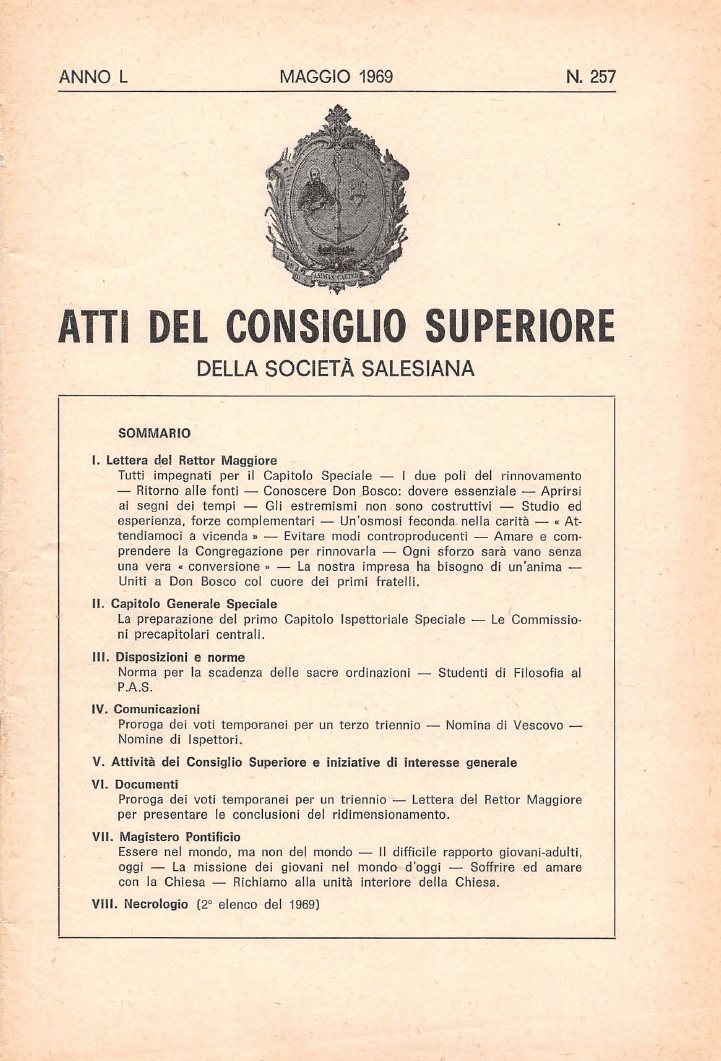 ANNO L MAGGIO 1969 N. 257
ATTI DEL CONSIGLIO SUPERIORE
DELLA SOCIETÀ SALESIANA
SOMMARIO
I. Lettera del Rettor Maggiore
Tutti impegnati per il Capitolo Speciale — I due poli del rinnovamento
— Ritorno alle fonti — Conoscere Don Bosco: dovere essenziale — Aprirsi
ai segni dei tempi — Gli estremismi non sono costruttivi — Studio ed
esperienza, forze complementari — Un'osmosi feconda nella carità — « At-
tendiamoci a vicenda » — Evitare modi controproducenti — Amare e com-
prendere la Congregazione per rinnovarla — Ogni sforzo sarà vano senza
una vera « conversione » — La nostra impresa ha bisogno di un'anima —
Uniti a Don Bosco col cuore dei primi fratelli.
II. Capitolo Generale Speciale
La preparazione del primo Capitolo Ispettoriale Speciale — Le Commissio-
ni precapitolari centrali.
III. Disposizioni e norme
Norma per la scadenza delle sacre ordinazioni — Studenti di Filosofia al
P.A.S.
IV. Comunicazioni
Proroga dei voti temporanei per un terzo triennio — Nomina di Vescovo —
Nomine di Ispettori.
V. Attività del Consiglio Superiore e iniziative di interesse generale
VI. Documenti
Proroga dei voti temporanei per un triennio — Lettera del Rettor Maggiore
per presentare le conclusioni del ridimensionamento.
VII. Magistero Pontificio
Essere nel mondo, ma non del mondo — Il difficile rapporto giovani-adulti,
oggi — La missione dei giovani nel mondo d'oggi — Soffrire ed amare
con la Chiesa — Richiamo alla unità interiore della Chiesa.
VIII. Necrologio (2° elenco del 1969)